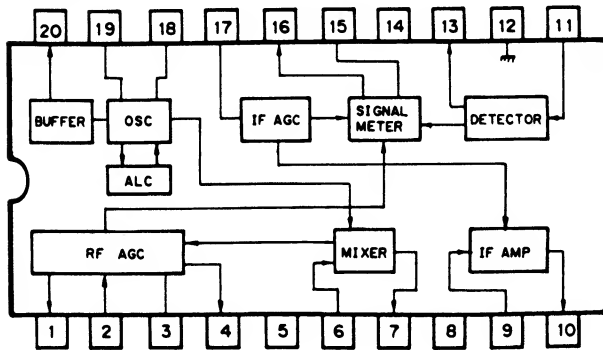 20 19 18 17 16 15 14 13 12 11
BUFFER OSC IF AGC SIGNAL METER DETECTOR
ALC
RF AGC MIXER IF AMP
1 2 3 4 5 6 7 8 9 10